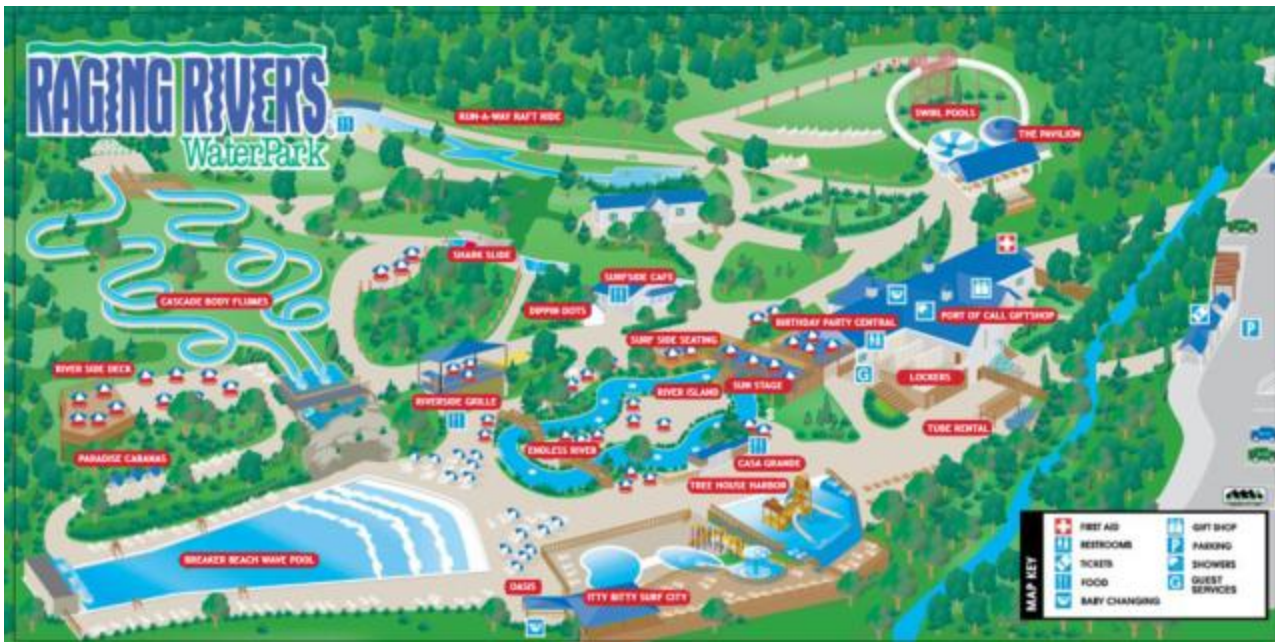 RAGING RIVERS
WaterPark
RUN-A-WAY RAFT RIDE
SWIRL POOLS
THE PAVILION
SHARK SLIDE
SURFSIDE CAFE
CASCADE BODY FLUMES
DIPPIN DOTS
BIRTHDAY PARTY CENTRAL
PORT OF CALL GIFTSHOP
SURF SIDE SEATING
RIVER SIDE DECK
RIVER ISLAND
SUN STAGE
LOCKERS
RIVERSIDE GRILLE
G
P
TUBE RENTAL
ENDLESS RIVER
PARADISE CABANAS
CASA GRANDE
TREE HOUSE HARBOR
BREAKER BEACH WAVE POOL
OASIS
ITTY BITTY SURF CITY
MAP KEY
FIRST AID
RESTROOMS
TICKETS
FOOD
BABY CHANGING
GIFT SHOP
P PARKING
SHOWERS
G GUEST
SERVICES